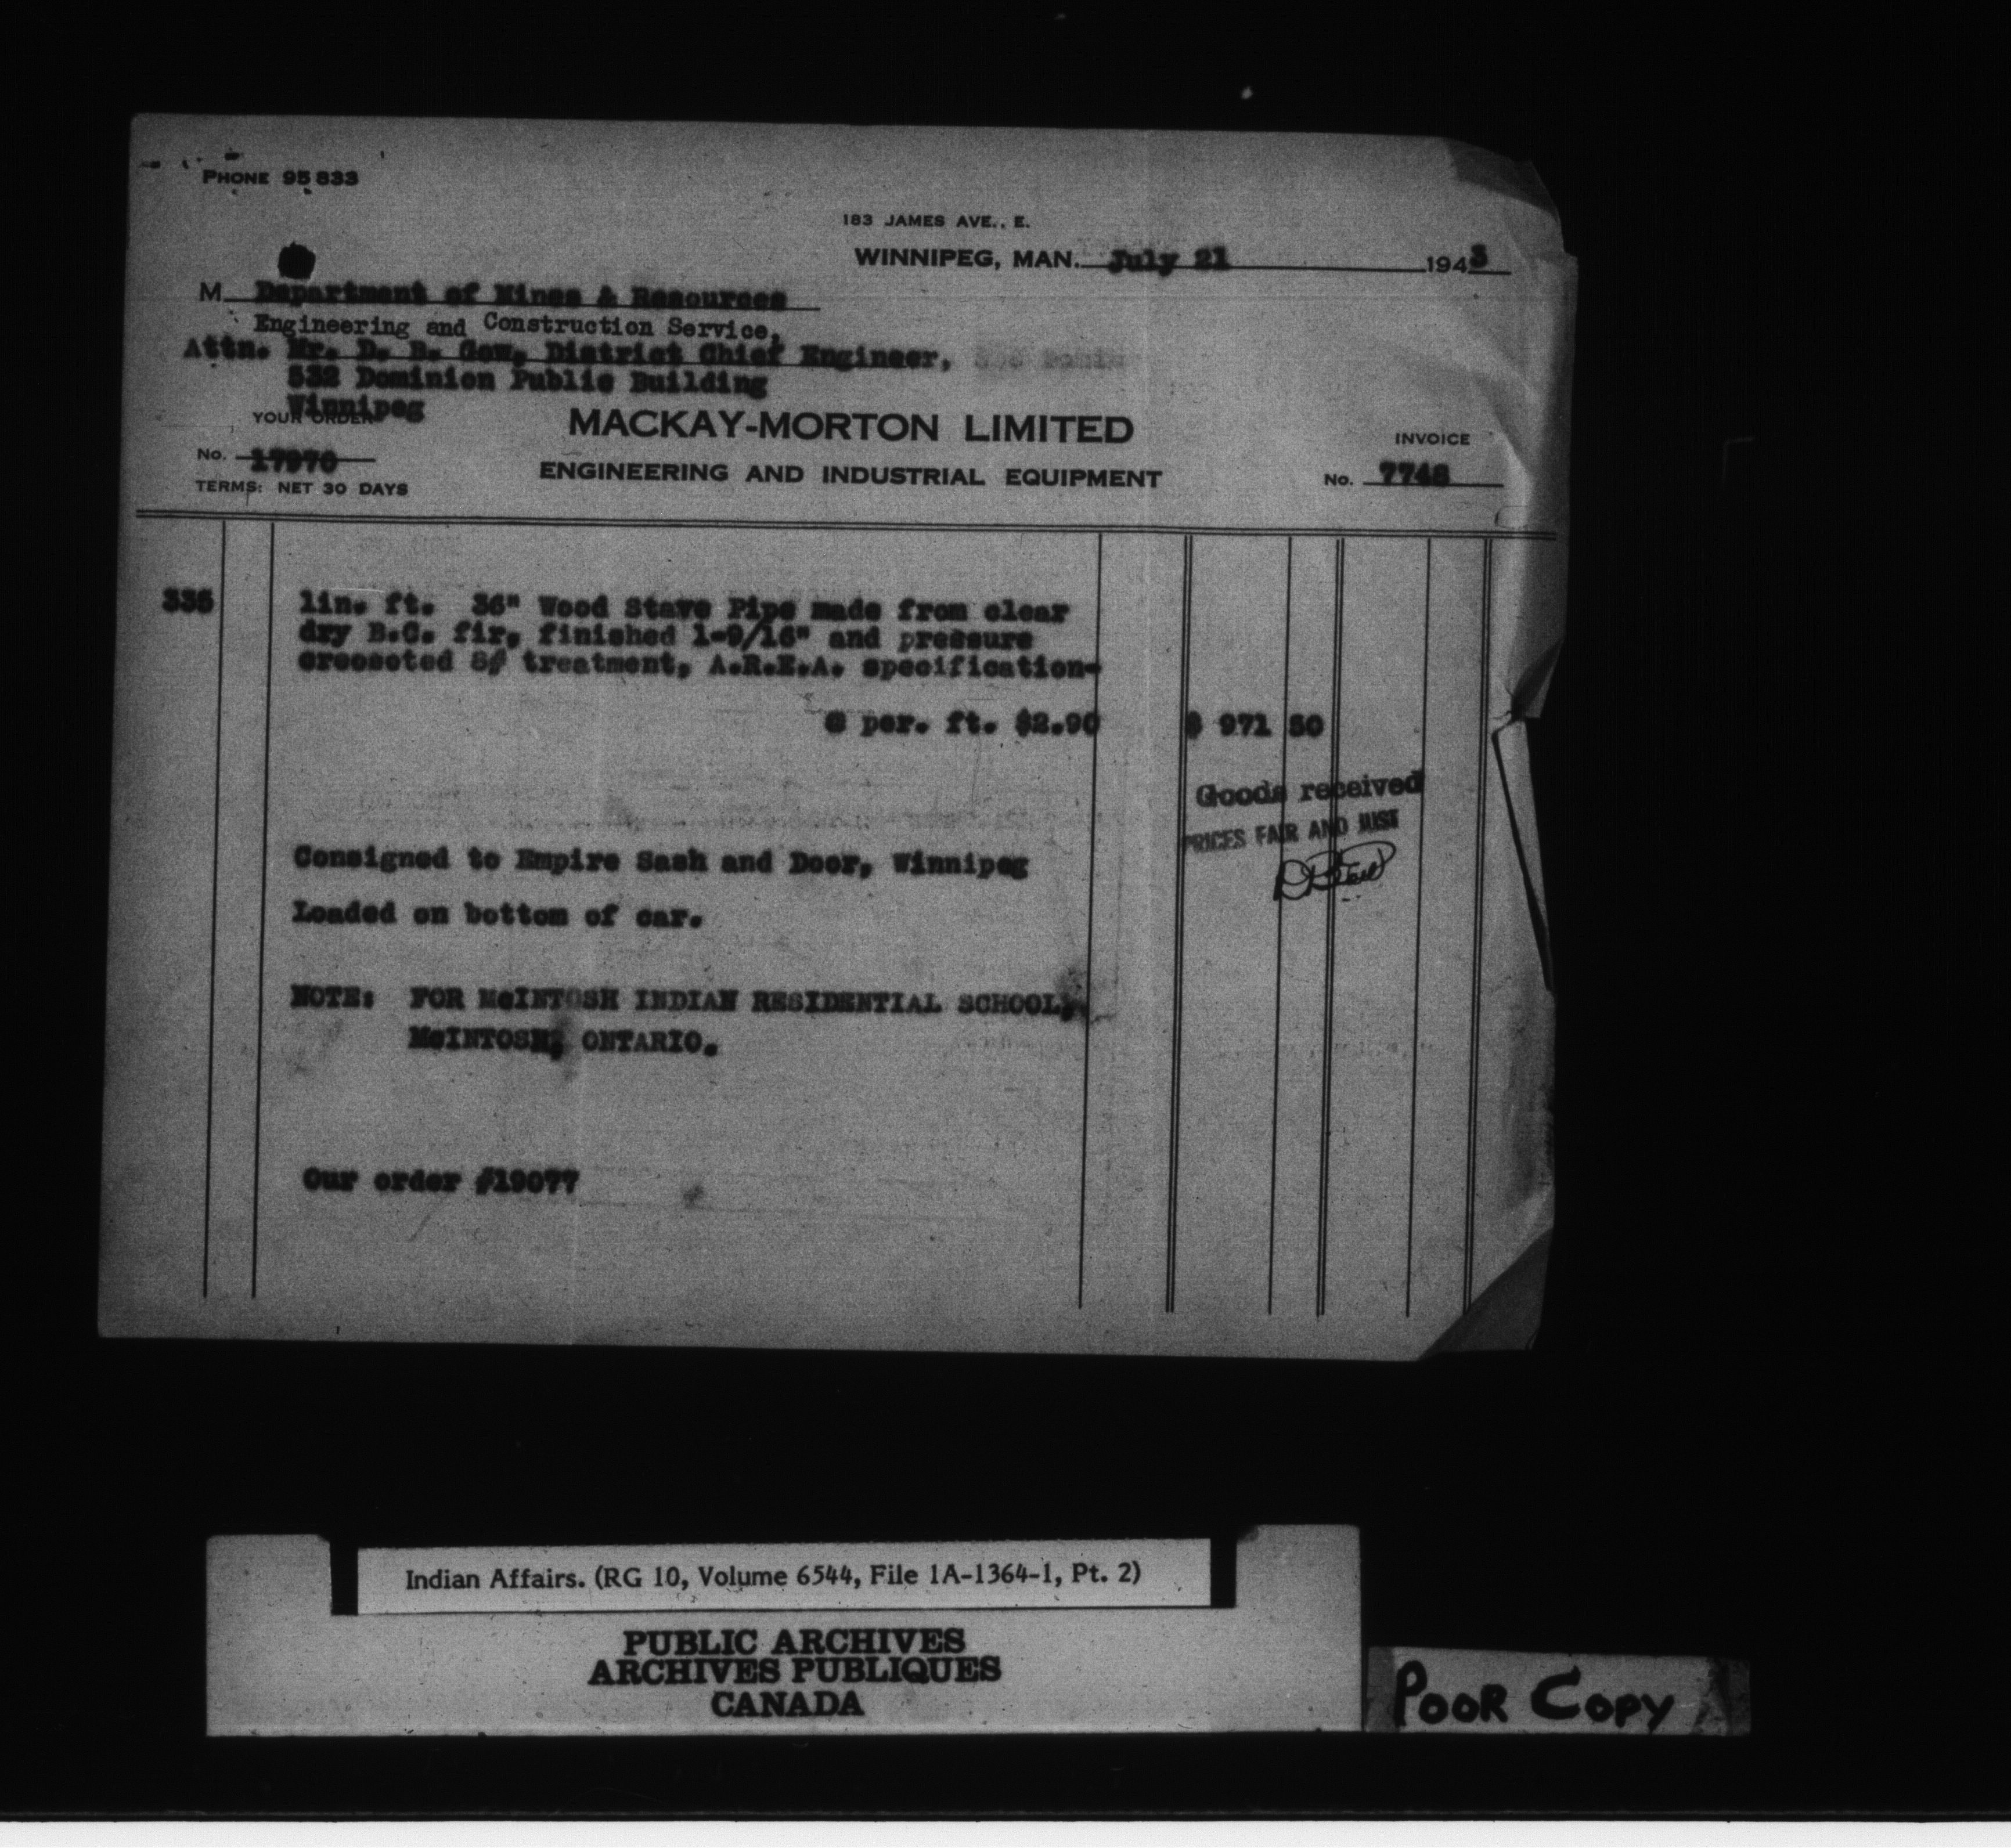 PHONE 95 833
183 JAMES AVE., E.
WINNIPEG, MAN. July 21 1943
M Department of Mines & Resources
Engineering and Construction Service,
Attn. Mr. D. B. Gow, District Chief Engineer,
532 Dominion Public Building
Winnipeg
YOUR ORDER
No. 17970
TERMS: NET 30 DAYS
MACKAY-MORTON LIMITED
ENGINEERING AND INDUSTRIAL EQUIPMENT
INVOICE
No. 7748
335 lin. ft. 36" Wood Stave Pipe made from clear
dry B.C. fir, finished 1-9/16" and pressure
creosoted 8# treatment, A.R.E.A. specification-
@ per. ft. $2.90 $ 971 50
Goods received
PRICES FAIR AND JUST
Consigned to Empire Sash and Door, Winnipeg
Loaded on bottom of car.
NOTE: FOR McINTOSH INDIAN RESIDENTIAL SCHOOL,
McINTOSH, ONTARIO.
Our order #19077
Indian Affairs. (RG 10, Volume 6544, File 1A-1364-1, Pt. 2)
PUBLIC ARCHIVES
ARCHIVES PUBLIQUES
CANADA
POOR COPY